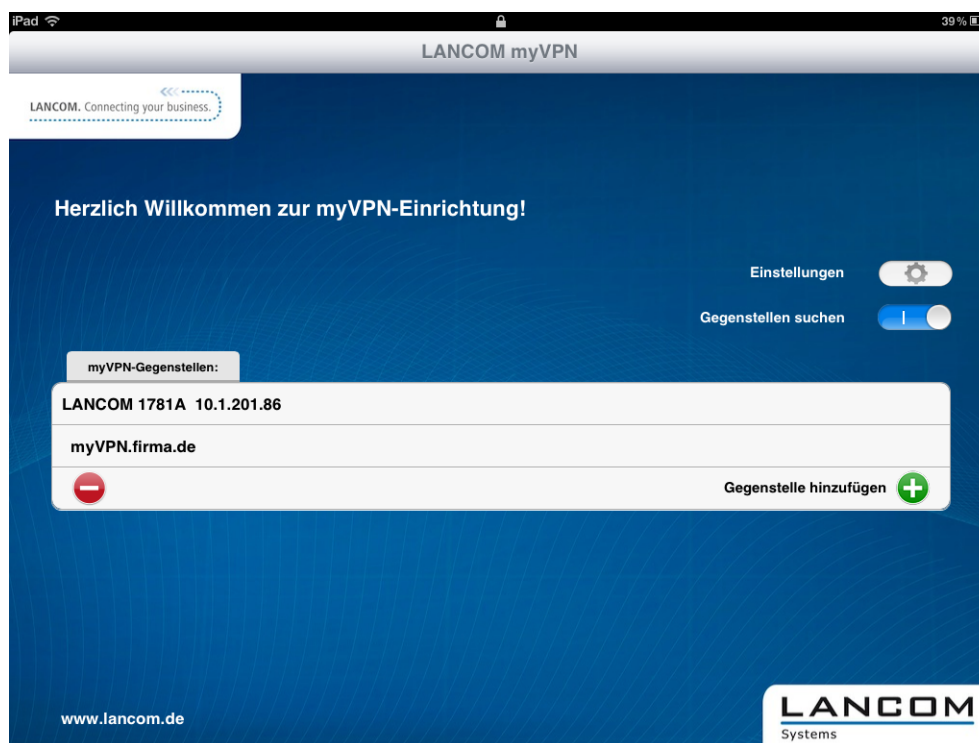 iPad
39 %
LANCOM myVPN
LANCOM. Connecting your business.
Herzlich Willkommen zur myVPN-Einrichtung!
Einstellungen
Gegenstellen suchen
myVPN-Gegenstellen:
LANCOM 1781A 10.1.201.86
myVPN.firma.de
Gegenstelle hinzufügen
www.lancom.de
LANCOM
Systems